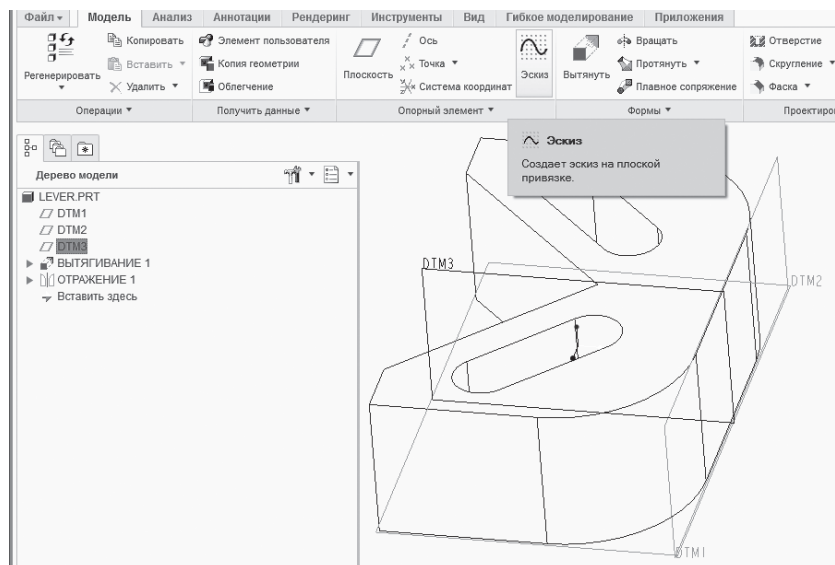 Файл Модель Анализ Аннотации Рендеринг Инструменты Вид Гибкое моделирование Приложения
Регенерировать
Копировать
Вставить
Удалить
Операции
Элемент пользователя
Копия геометрии
Облегчение
Получить данные
Плоскость
Ось
Точка
Система координат
Эскиз
Опорный элемент
Вытянуть
Вращать
Протянуть
Плавное сопряжение
Формы
Отверстие
Скругление
Фаска
Эскиз
Создает эскиз на плоской
привязке.
Дерево модели
LEVER.PRT
DTM1
DTM2
DTM3
ВЫТЯГИВАНИЕ 1
ОТРАЖЕНИЕ 1
Вставить здесь
DTM3
DTM2
DTM1